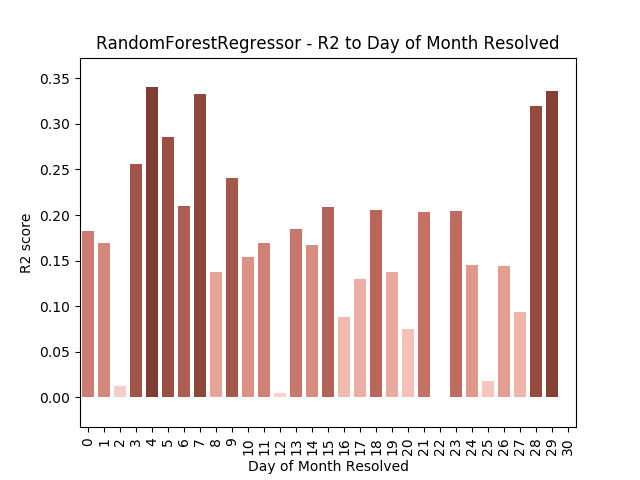 RandomForestRegressor - R2 to Day of Month Resolved
0.35
0.30
0.25
0.20
0.15
0.10
0.05
0.00
R2 score
0 1 2 3 4 5 6 7 8 9 10 11 12 13 14 15 16 17 18 19 20 21 22 23 24 25 26 27 28 29 30
Day of Month Resolved